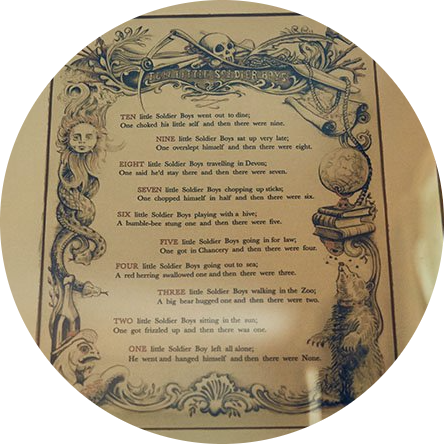 TEN LITTLE SOLDIER BOYS
TEN little Soldier Boys went out to dine;
One choked his little self and then there were nine.
NINE little Soldier Boys sat up very late;
One overslept himself and then there were eight.
EIGHT little Soldier Boys travelling in Devon;
One said he'd stay there and then there were seven.
SEVEN little Soldier Boys chopping up sticks;
One chopped himself in half and then there were six.
SIX little Soldier Boys playing with a hive;
A bumble-bee stung one and then there were five.
FIVE little Soldier Boys going in for law;
One got in Chancery and then there were four.
FOUR little Soldier Boys going out to sea;
A red herring swallowed one and then there were three.
THREE little Soldier Boys walking in the Zoo;
A big bear hugged one and then there were two.
TWO little Soldier Boys sitting in the sun;
One got frizzled up and then there was one.
ONE little Soldier Boy left all alone;
He went and hanged himself and then there were None.